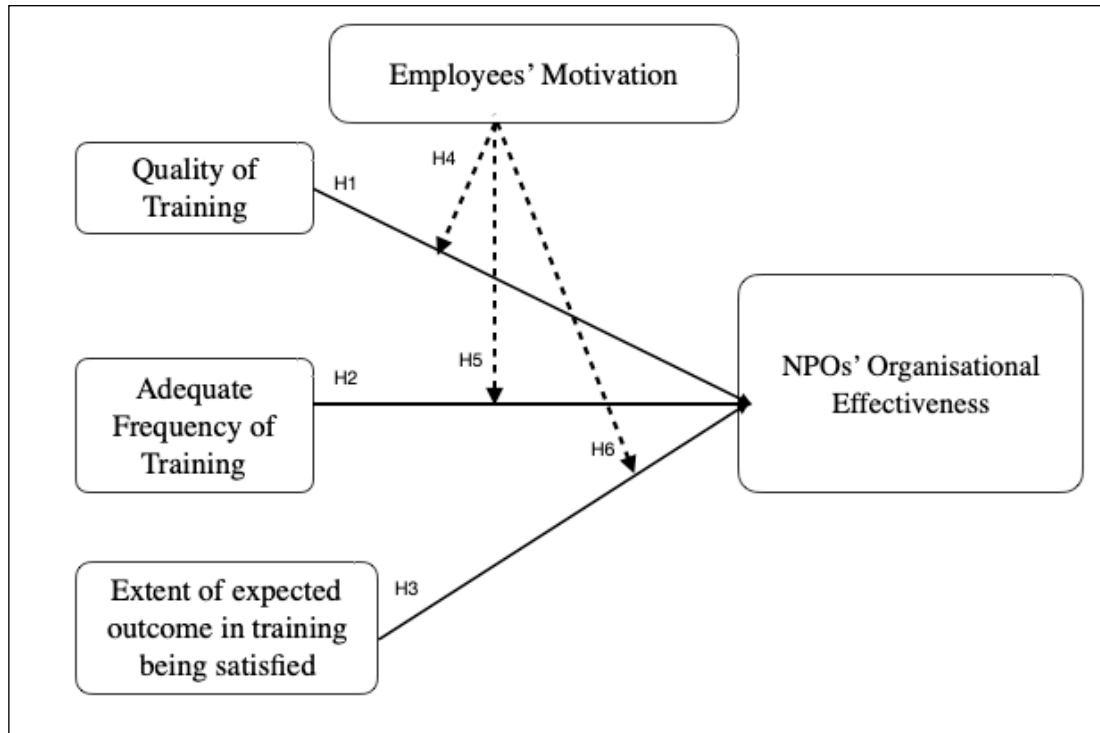 Employees’ Motivation
H4
Quality of
Training
H1
NPOs’ Organisational
Effectiveness
H5
H2
Adequate
Frequency of
Training
H6
H3
Extent of expected
outcome in training
being satisfied